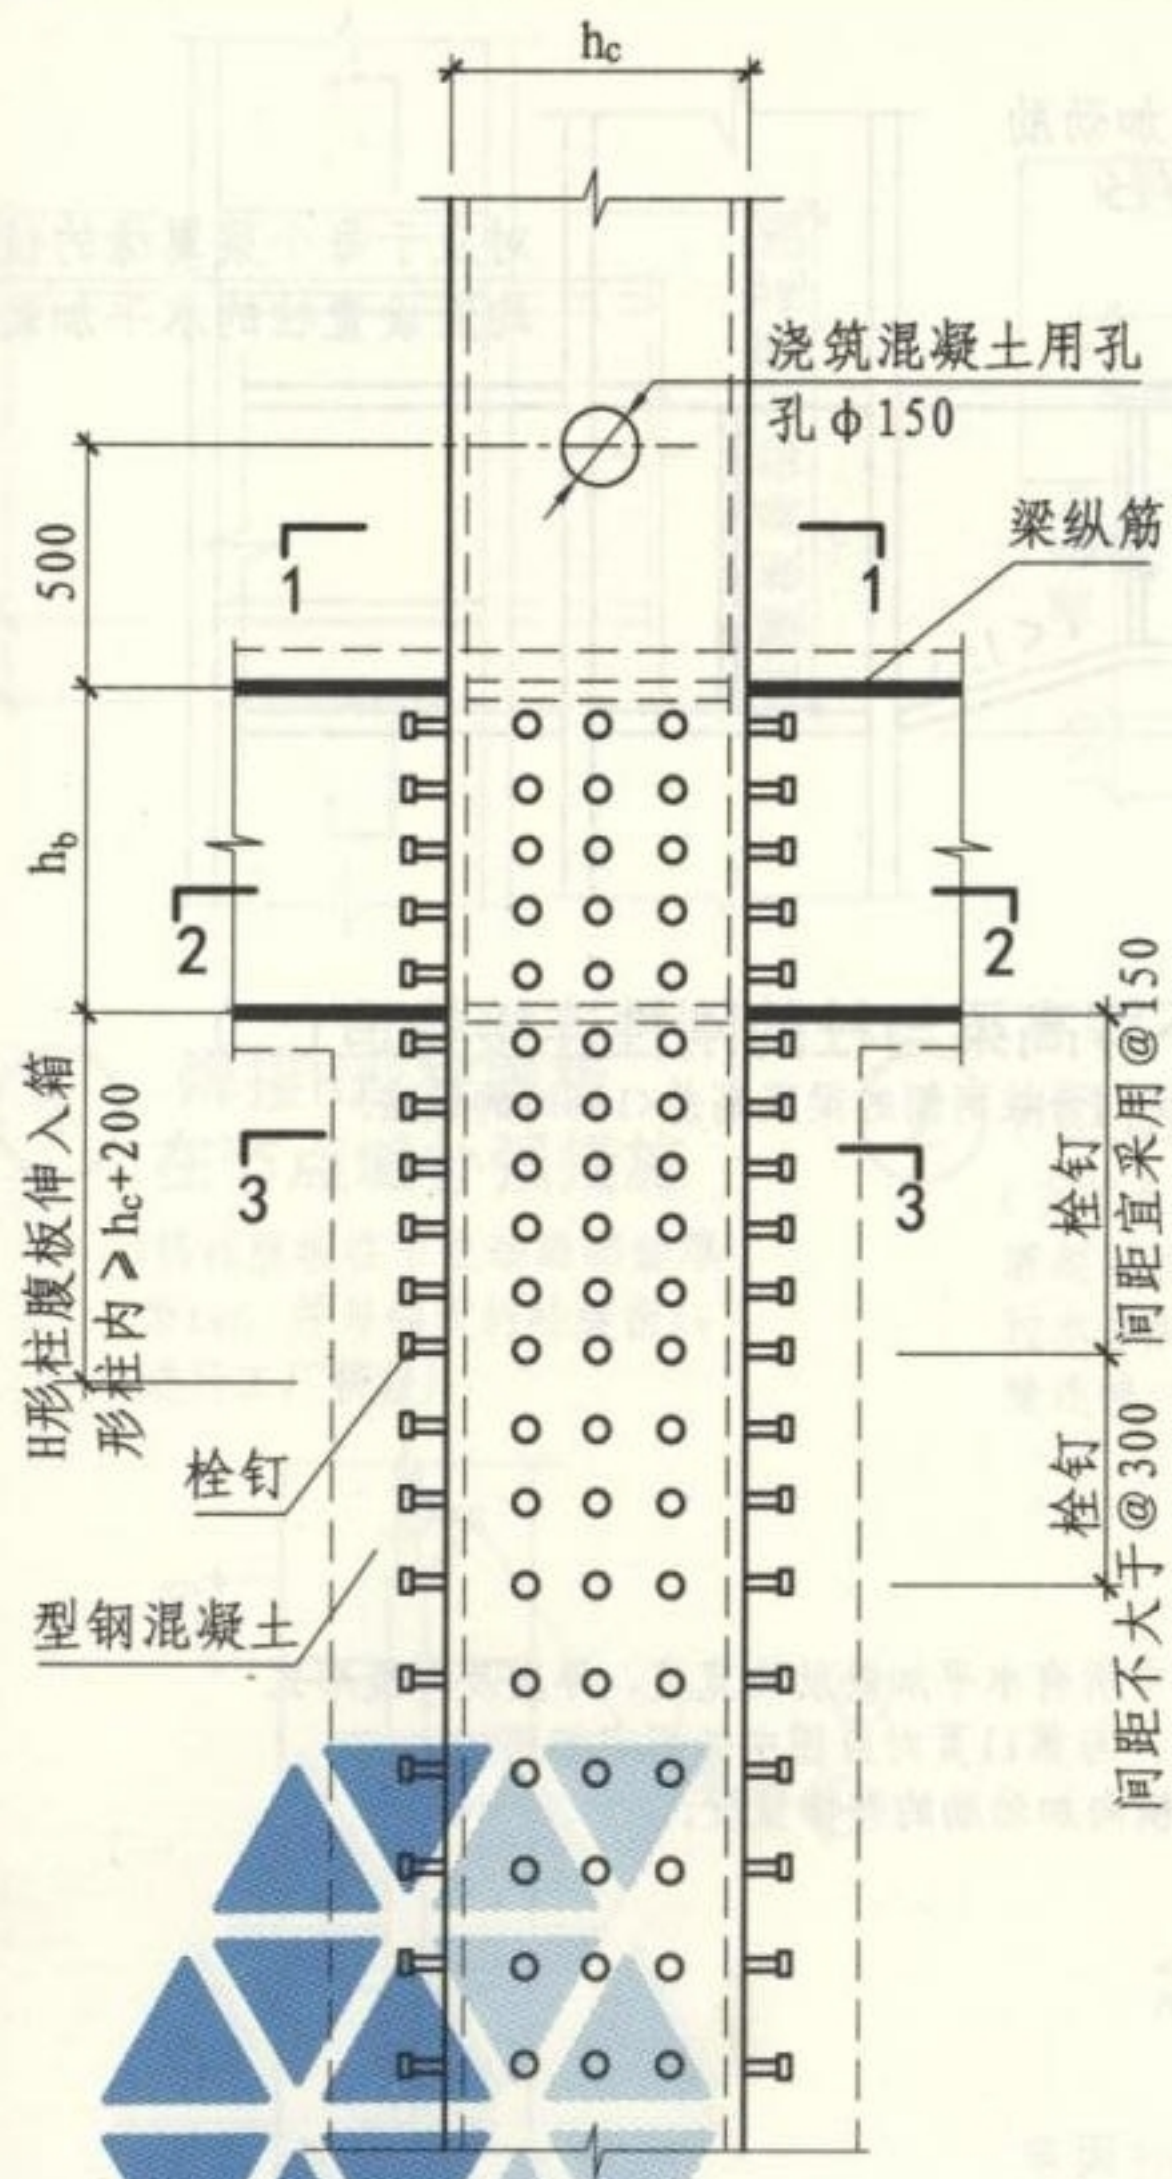 hc
浇筑混凝土用孔
孔ф150
500
1
1
梁纵筋
hb
2
2
H形柱腹板伸入箱
形柱内≥hc+200
3
3
栓钉
间距宜采用@150
栓钉
间距不大于@300
栓钉
型钢混凝土